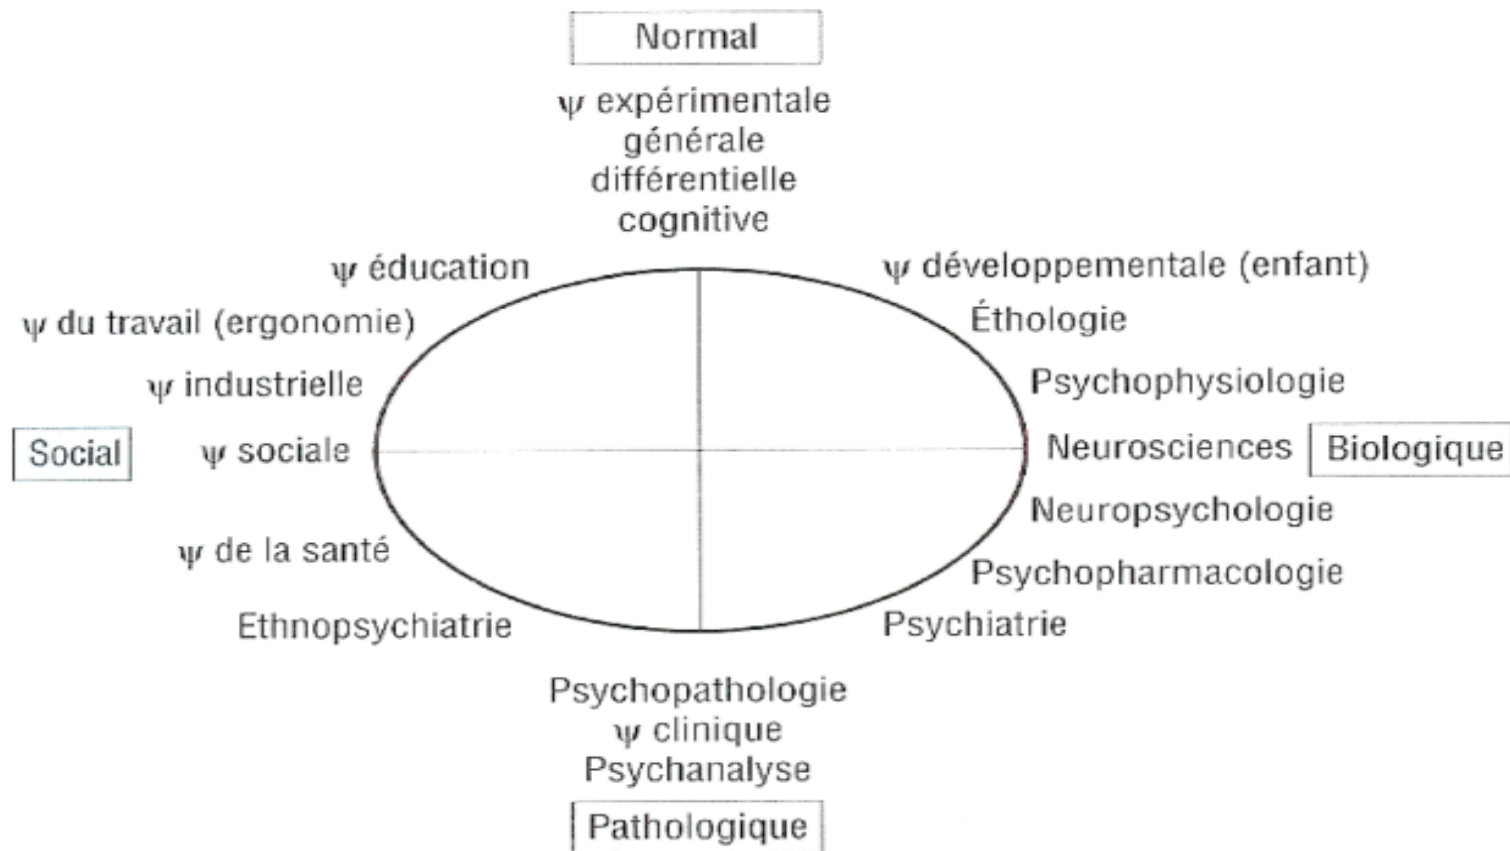 Normal
ψ expérimentale
générale
différentielle
cognitive
ψ éducation
ψ développementale (enfant)
ψ du travail (ergonomie)
Éthologie
ψ industrielle
Psychophysiologie
Social
ψ sociale
Neurosciences
Biologique
Neuropsychologie
ψ de la santé
Psychopharmacologie
Ethnopsychiatrie
Psychiatrie
Psychopathologie
ψ clinique
Psychanalyse
Pathologique